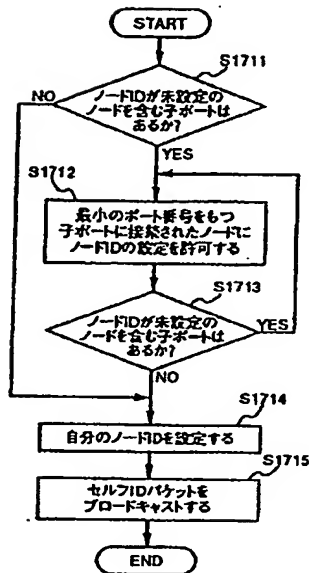 START
S1711
ノードIDが未設定の
ノードを含む子ポートは
あるか?
NO
YES
S1712
最小のポート番号をもつ
子ポートに接続されたノードに
ノードIDの設定を許可する
S1713
ノードIDが未設定の
ノードを含む子ポートは
あるか?
YES
NO
S1714
自分のノードIDを設定する
S1715
セルフIDパケットを
ブロードキャストする
END